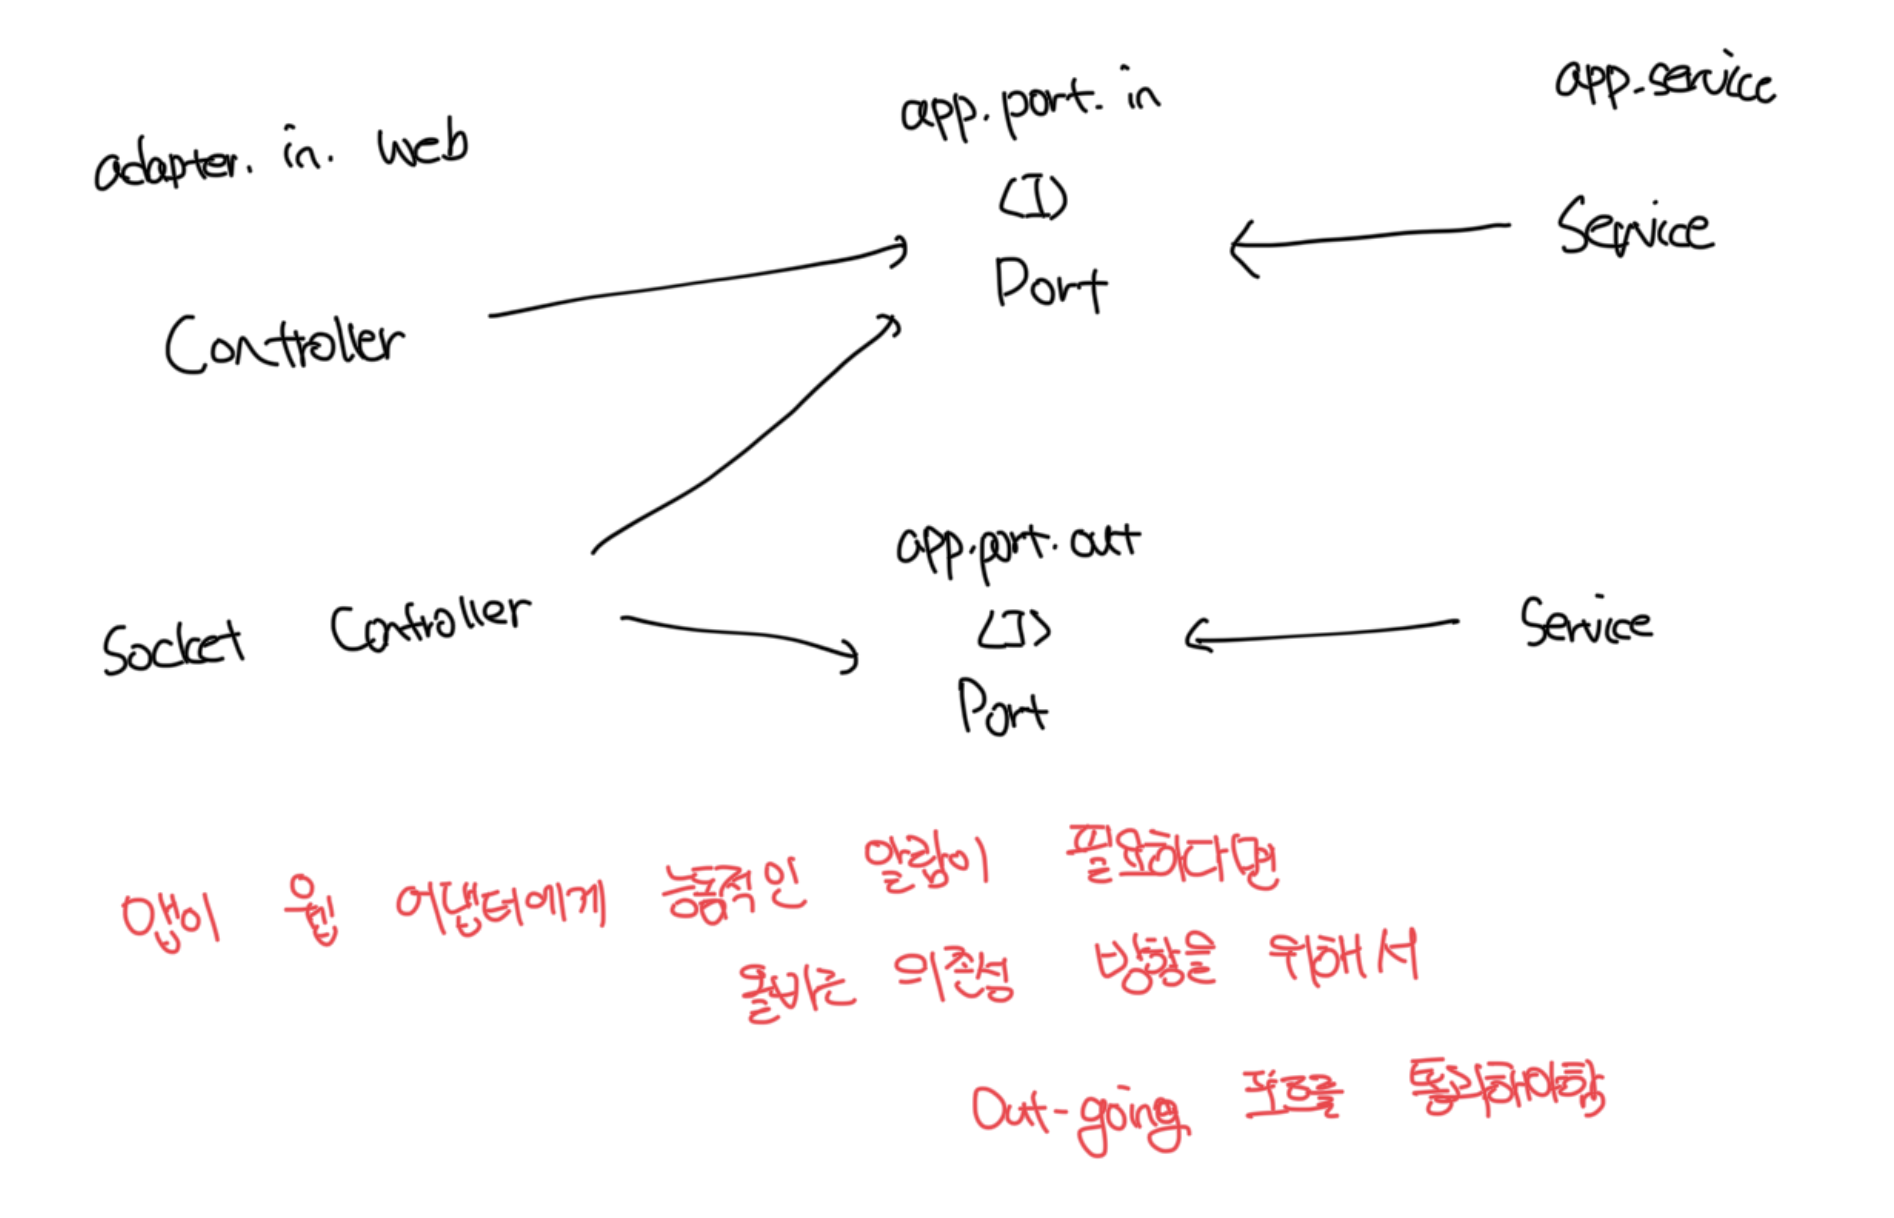 adapter.in.web
app.port.in
app.service
<I>
Port
Service
Controller
Socket Controller
app.port.out
<I>
Port
Service
앱이 웹 어댑터에게 능동적인 알람이 필요하다면
올바른 의존성 방향을 위해서
Out-going 포트를 통과해야함